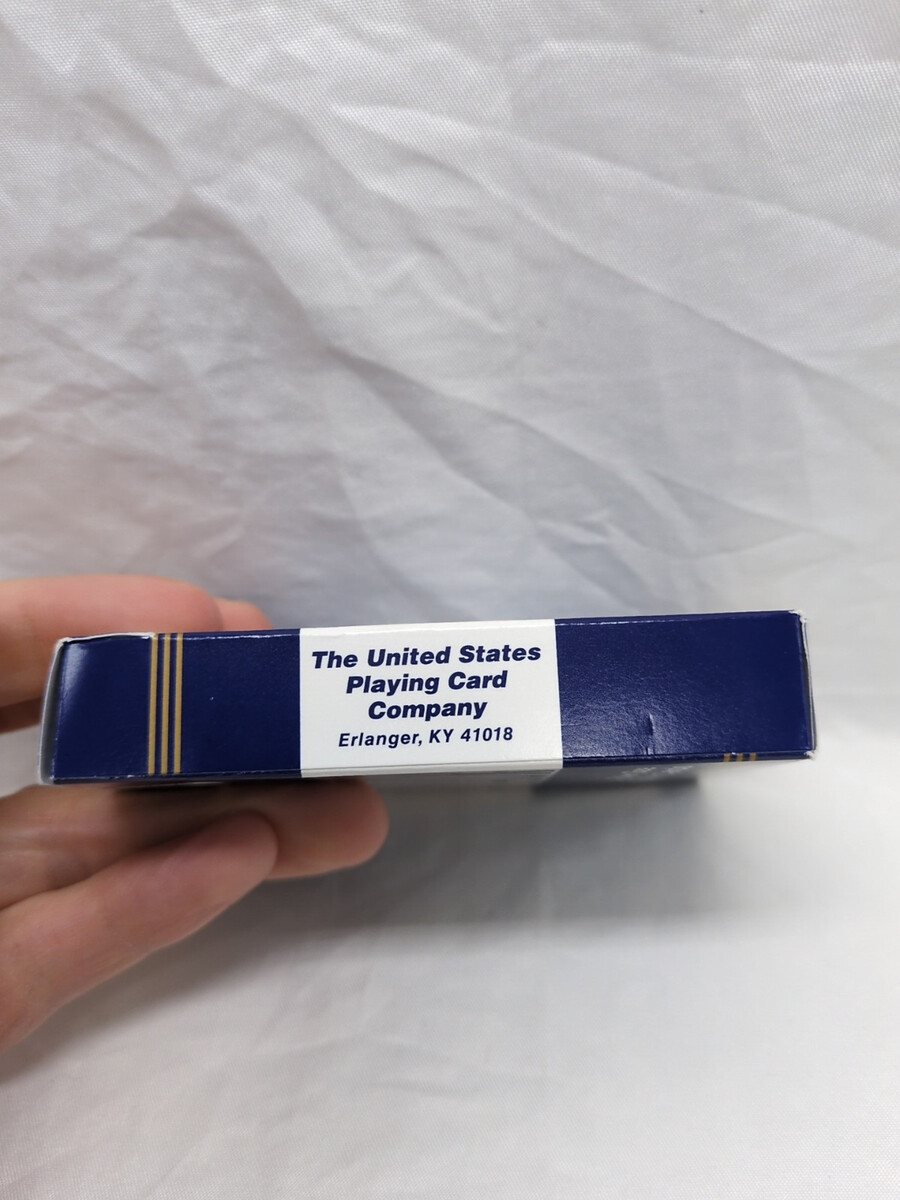 The United States
Playing Card
Company
Erlanger, KY 41018